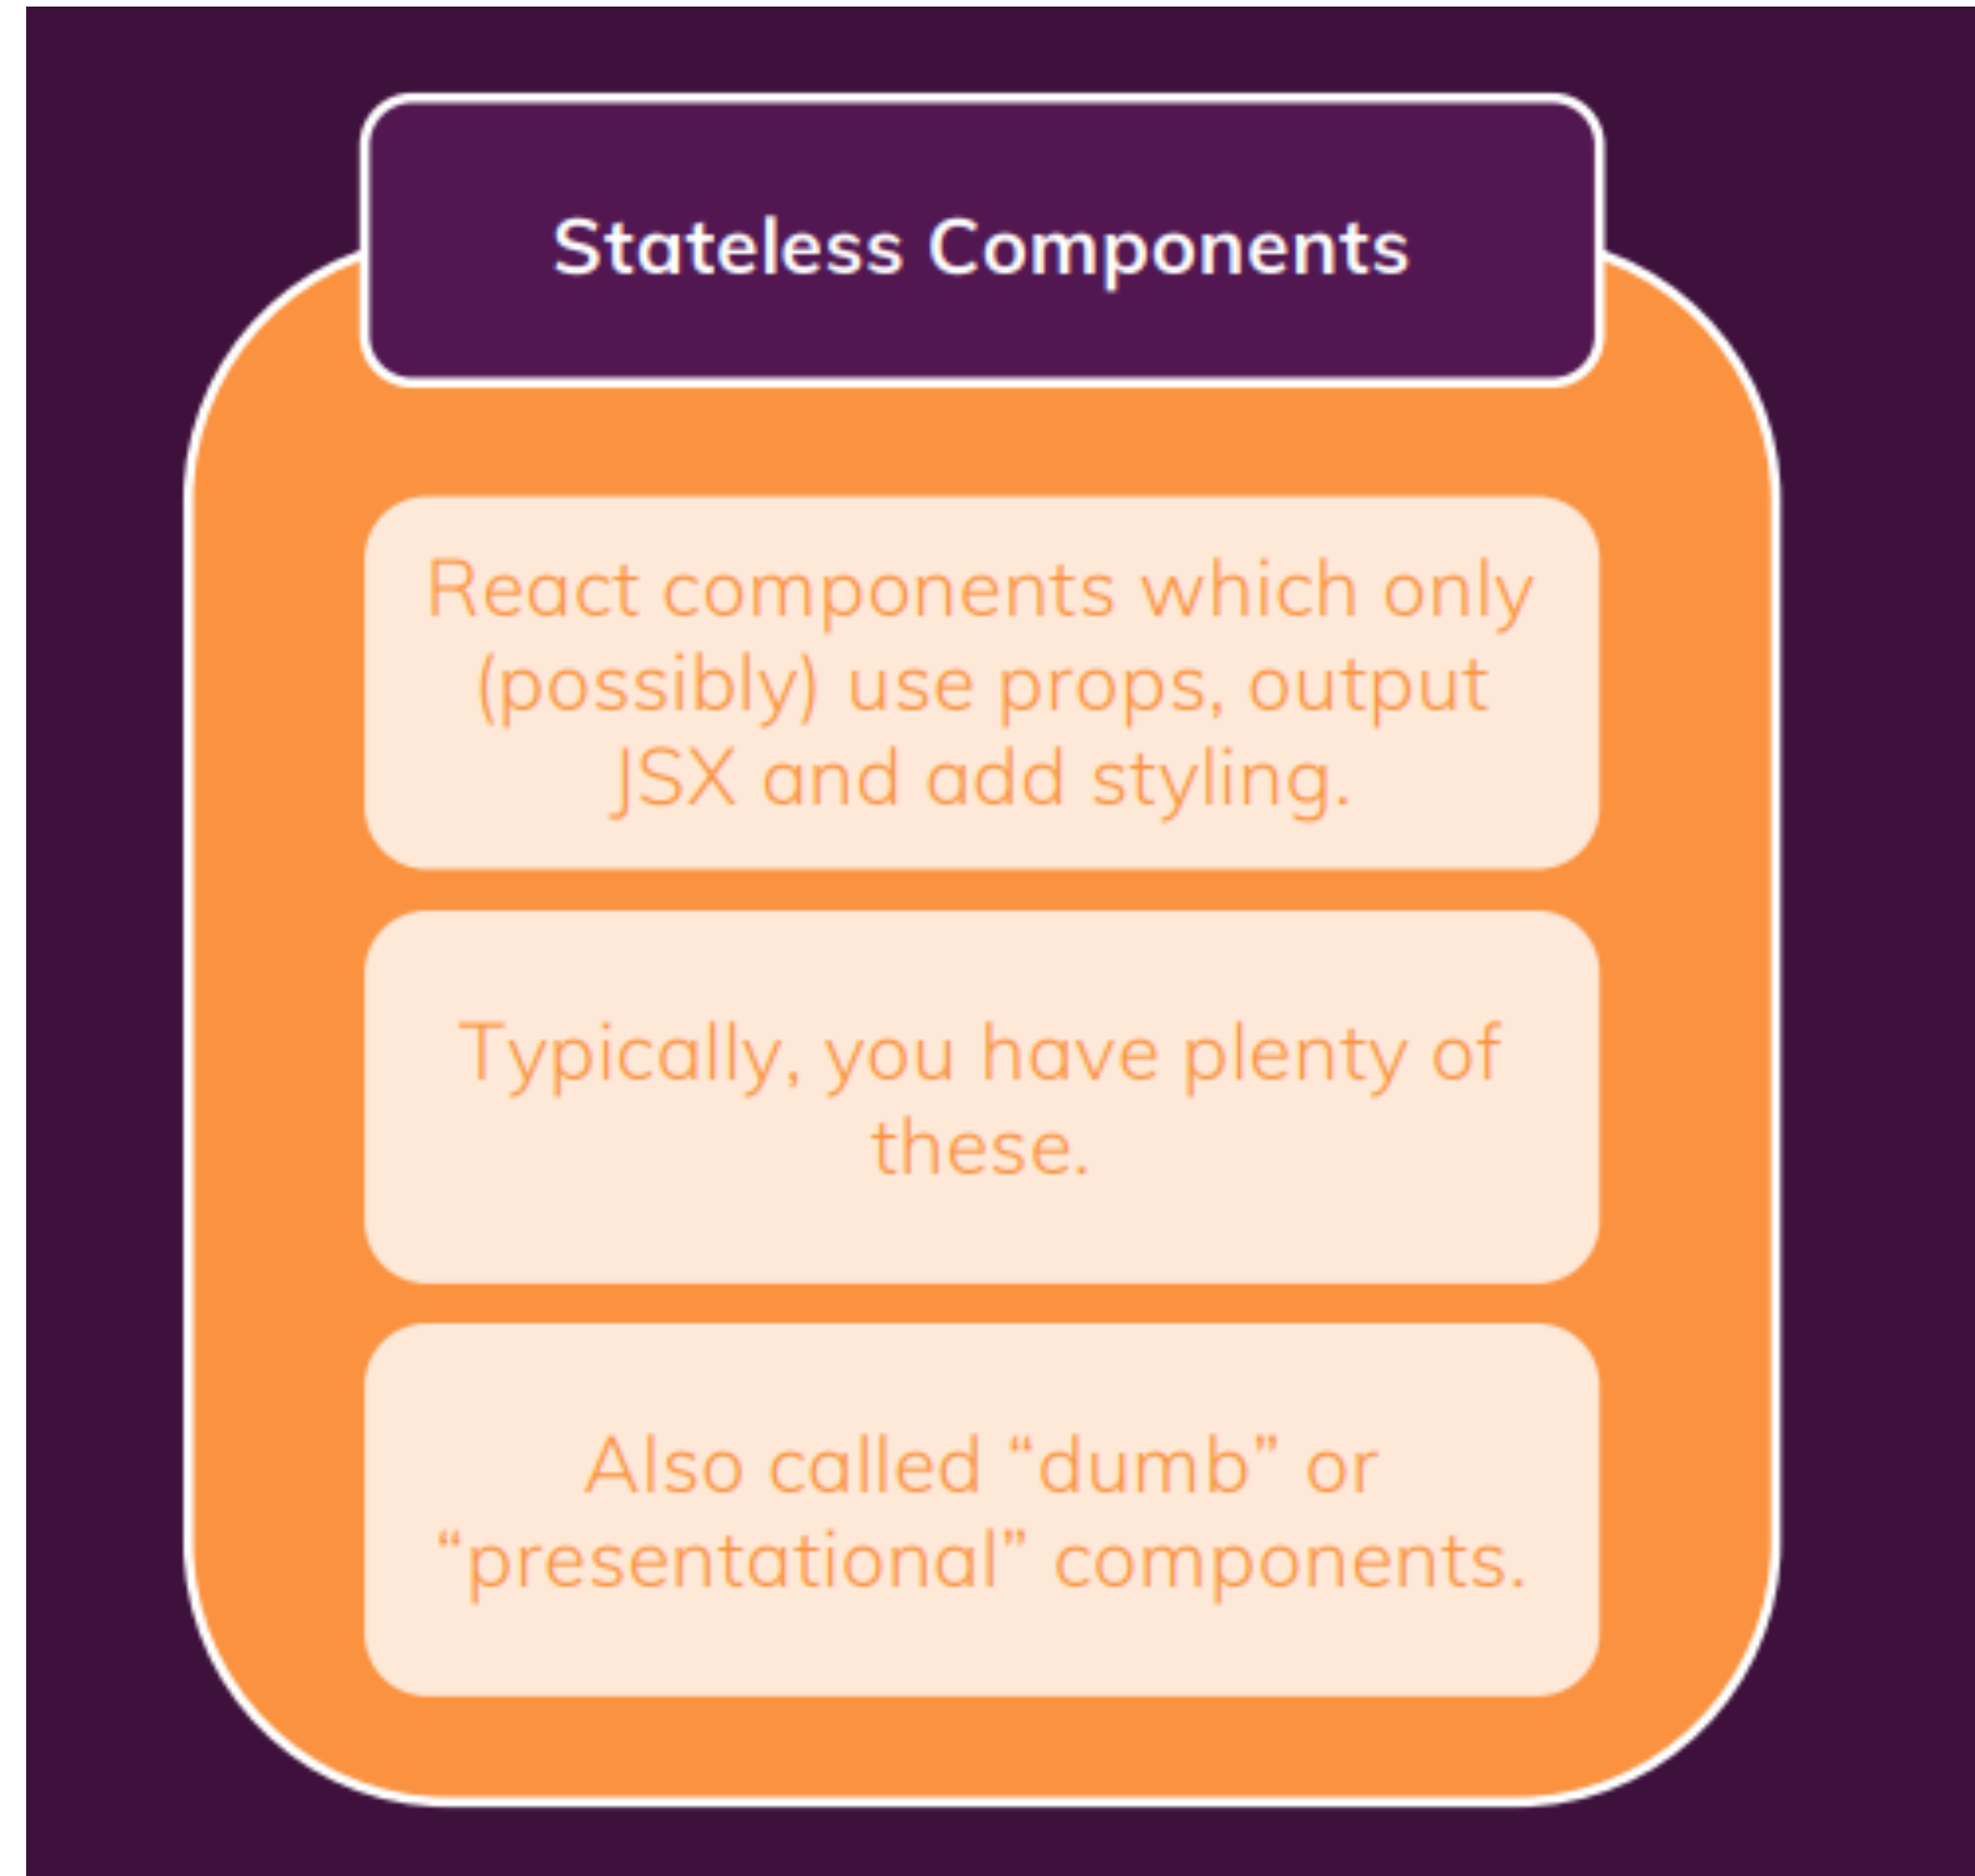 Stateless Components
React components which only
(possibly) use props, output
JSX and add styling.
Typically, you have plenty of
these.
Also called “dumb” or
“presentational” components.